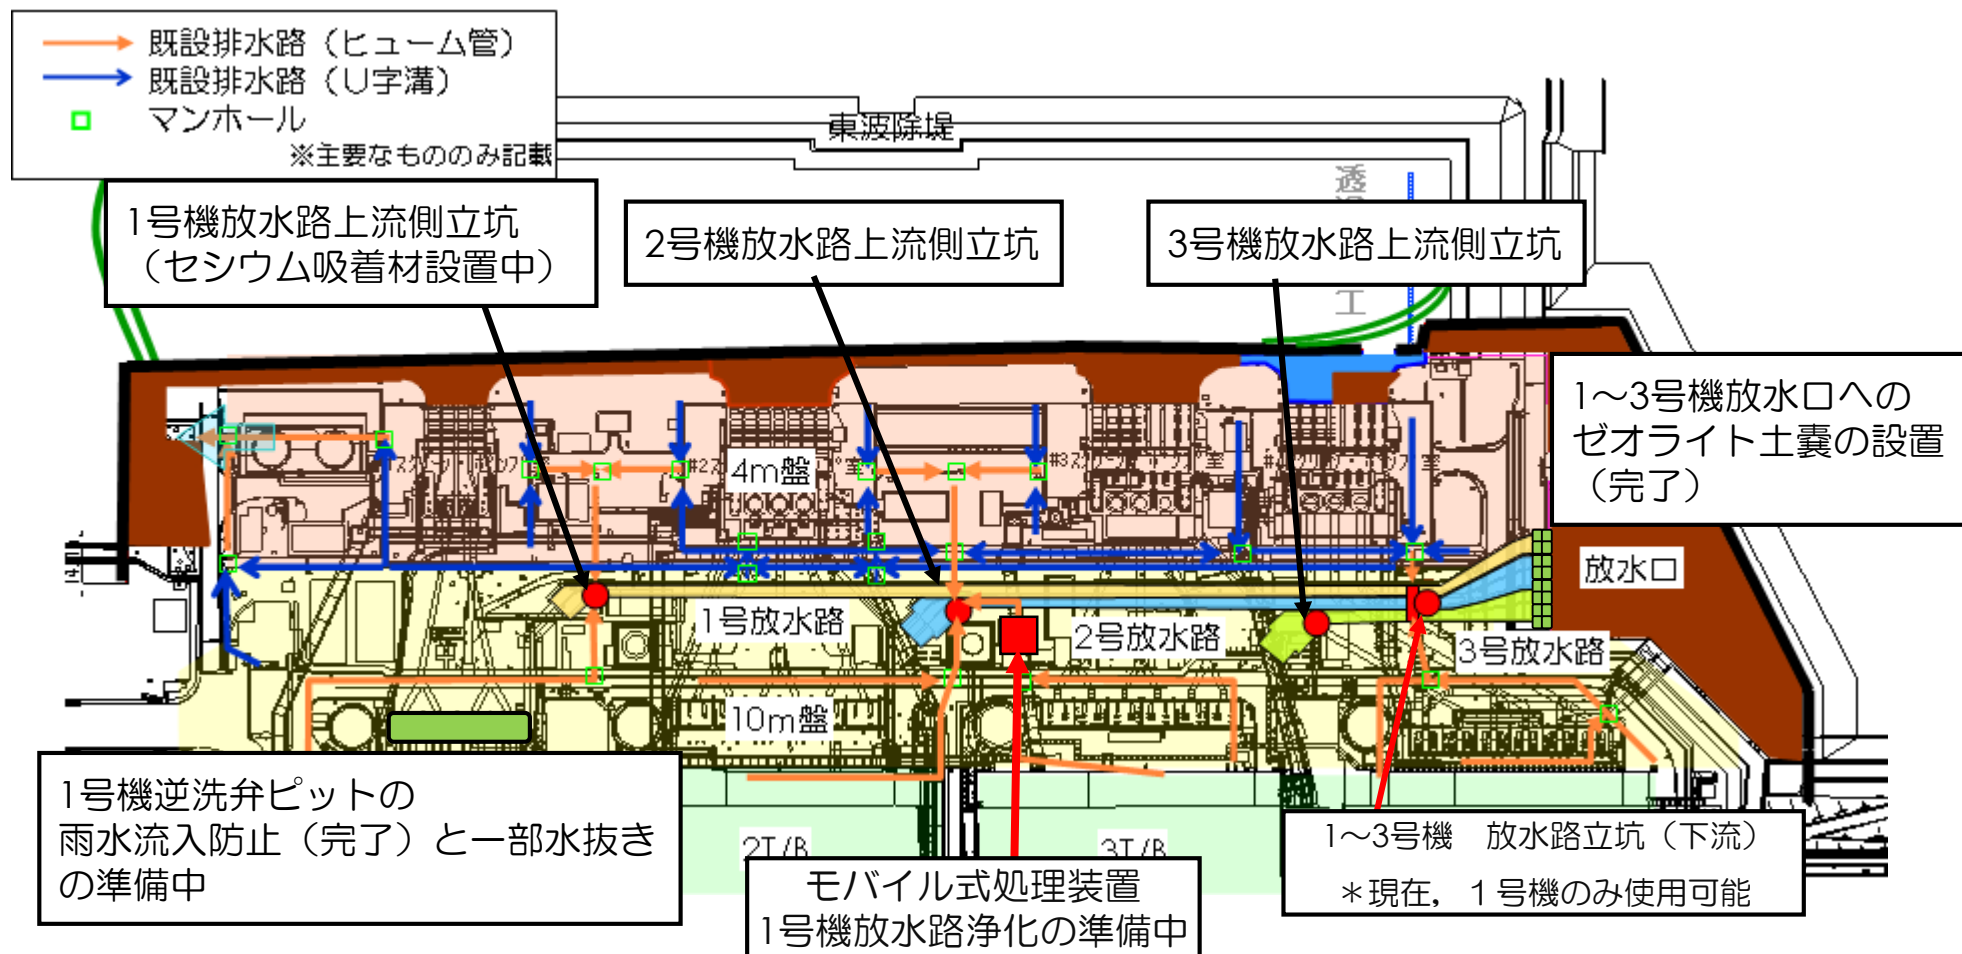 既設排水路（ヒューム管）
既設排水路（U字溝）
マンホール
※主要なもののみ記載
東波除堤
透
工
1号機放水路上流側立坑
（セシウム吸着材設置中）
2号機放水路上流側立坑
3号機放水路上流側立坑
1～3号機放水口への
ゼオライト土嚢の設置
（完了）
4m盤
放水口
1号放水路
2号放水路
3号放水路
10m盤
1号機逆洗弁ピットの
雨水流入防止（完了）と一部水抜き
の準備中
2T/B
3T/B
モバイル式処理装置
1号機放水路浄化の準備中
1～3号機　放水路立坑（下流）
＊現在，１号機のみ使用可能